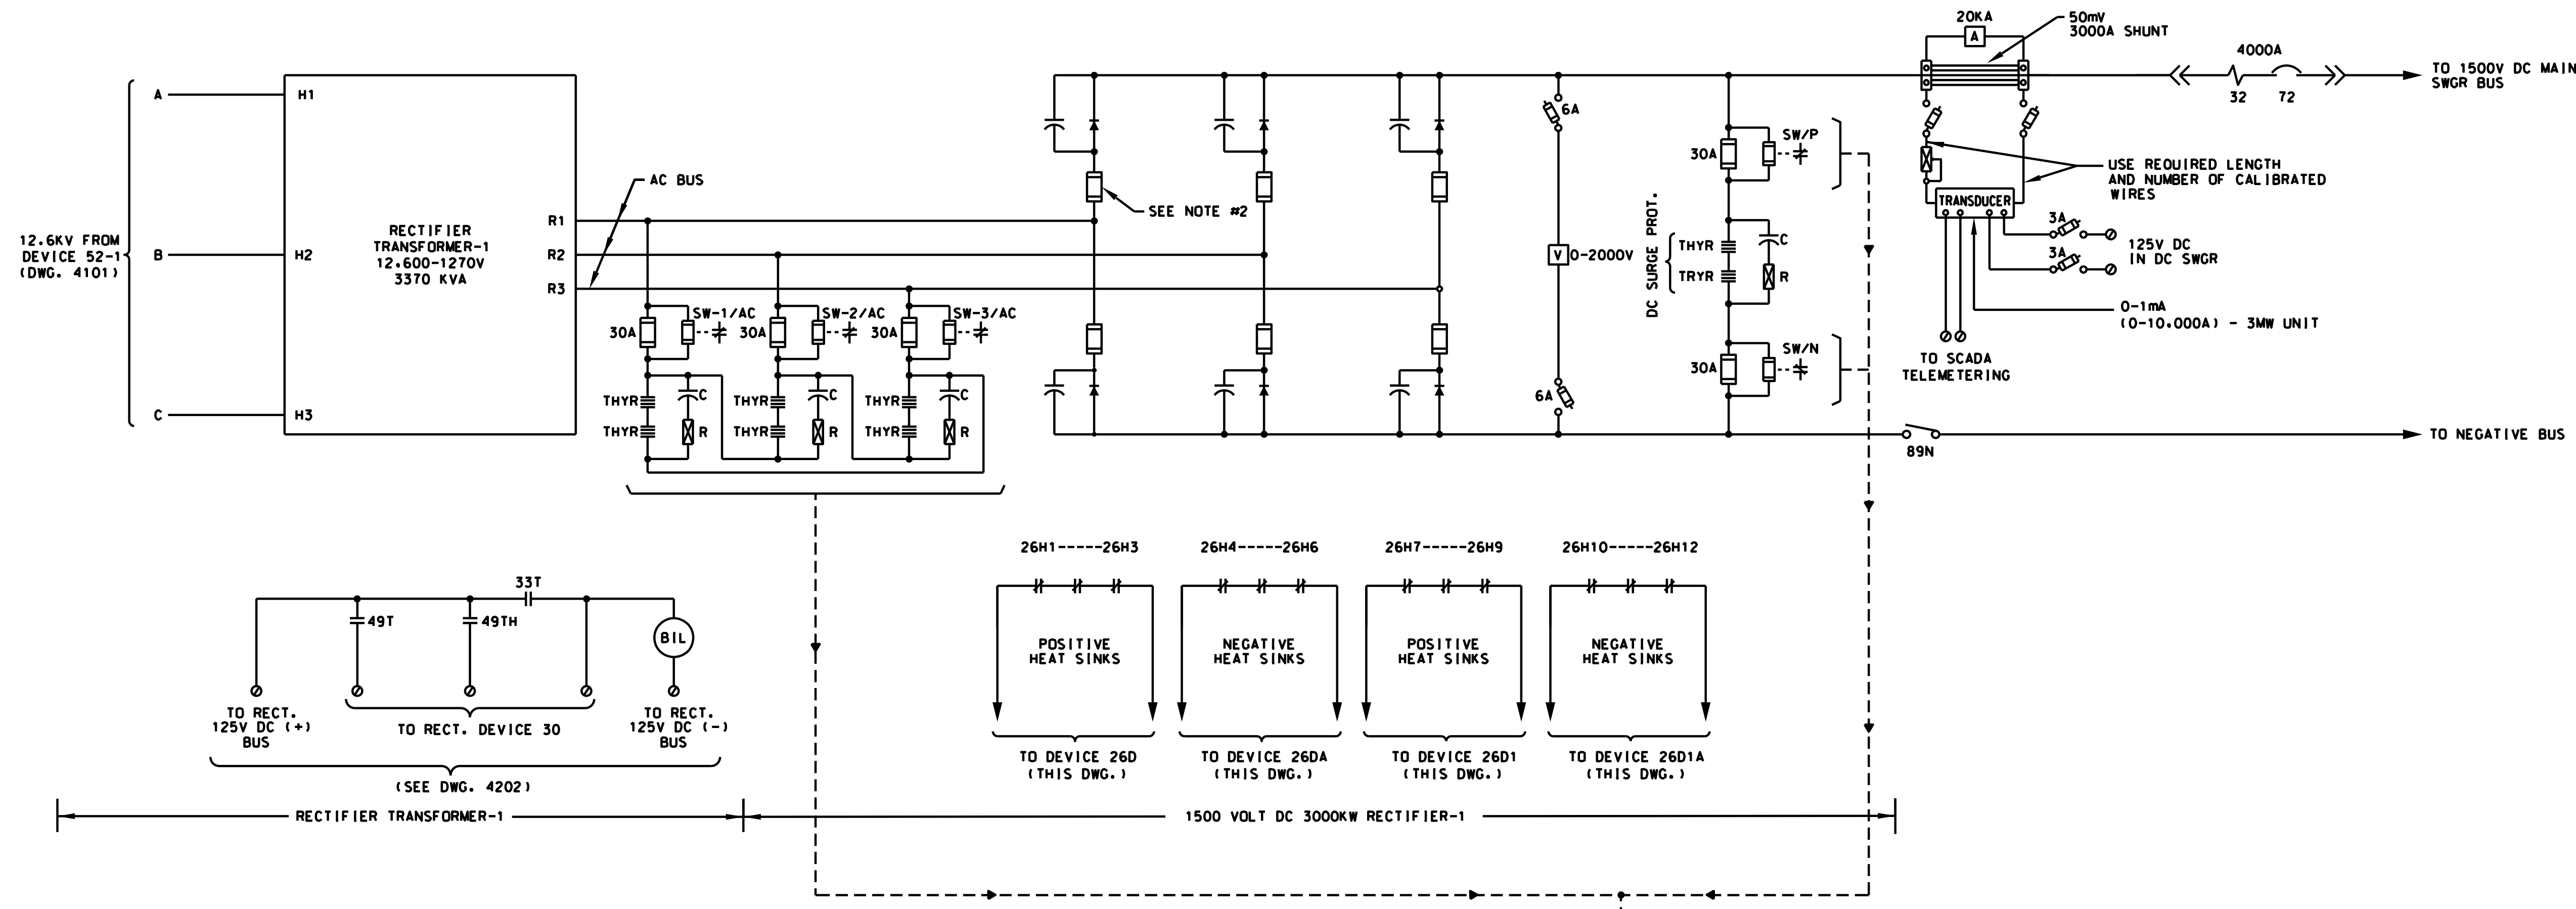 20KA
A
50mV
3000A SHUNT
4000A
32
72
TO 1500V DC MAIN
SWGR BUS
A
H1
B
H2
C
H3
12.6KV FROM
DEVICE 52-1
(DWG. 4101)
RECTIFIER
TRANSFORMER-1
12.600-1270V
3370 KVA
R1
R2
R3
AC BUS
SEE NOTE #2
6A
V
0-2000V
6A
30A
SW/P
DC SURGE PROT.
THYR
TRYR
C
R
30A
SW/N
USE REQUIRED LENGTH
AND NUMBER OF CALIBRATED
WIRES
TRANSDUCER
3A
3A
125V DC
IN DC SWGR
0-1mA
(0-10.000A) - 3MW UNIT
TO SCADA
TELEMETERING
89N
TO NEGATIVE BUS
30A
SW-1/AC
30A
SW-2/AC
30A
SW-3/AC
THYR
C
THYR
C
THYR
C
THYR
R
THYR
R
THYR
R
26H1-----26H3
26H4-----26H6
26H7-----26H9
26H10-----26H12
POSITIVE
HEAT SINKS
NEGATIVE
HEAT SINKS
POSITIVE
HEAT SINKS
NEGATIVE
HEAT SINKS
TO DEVICE 26D
(THIS DWG.)
TO DEVICE 26DA
(THIS DWG.)
TO DEVICE 26D1
(THIS DWG.)
TO DEVICE 26D1A
(THIS DWG.)
33T
49T
49TH
BIL
TO RECT.
125V DC (+)
BUS
TO RECT. DEVICE 30
TO RECT.
125V DC (-)
BUS
(SEE DWG. 4202)
RECTIFIER TRANSFORMER-1
1500 VOLT DC 3000KW RECTIFIER-1